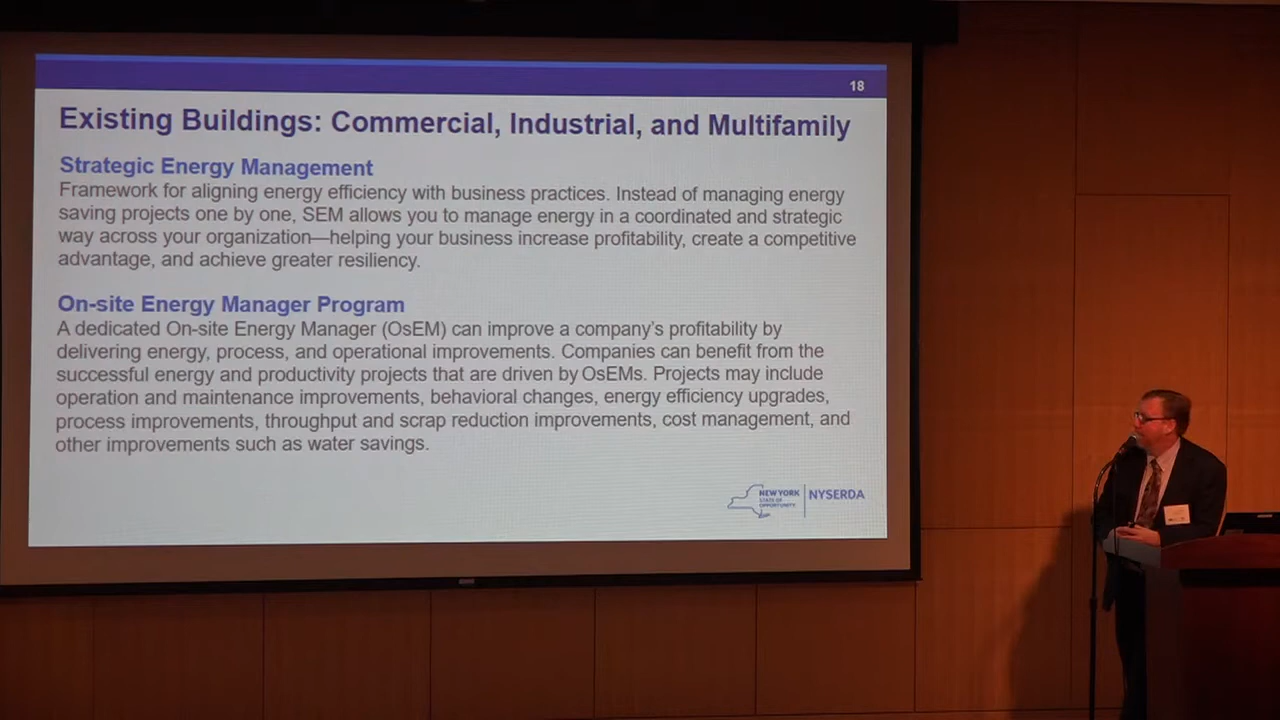 18
Existing Buildings: Commercial, Industrial, and Multifamily
Strategic Energy Management
Framework for aligning energy efficiency with business practices. Instead of managing energy
saving projects one by one, SEM allows you to manage energy in a coordinated and strategic
way across your organization—helping your business increase profitability, create a competitive
advantage, and achieve greater resiliency.
On-site Energy Manager Program
A dedicated On-site Energy Manager (OsEM) can improve a company's profitability by
delivering energy, process, and operational improvements. Companies can benefit from the
successful energy and productivity projects that are driven by OsEMs. Projects may include
operation and maintenance improvements, behavioral changes, energy efficiency upgrades,
process improvements, throughput and scrap reduction improvements, cost management, and
other improvements such as water savings.
NEW YORK
STATE OF
OPPORTUNITY
NYSERDA